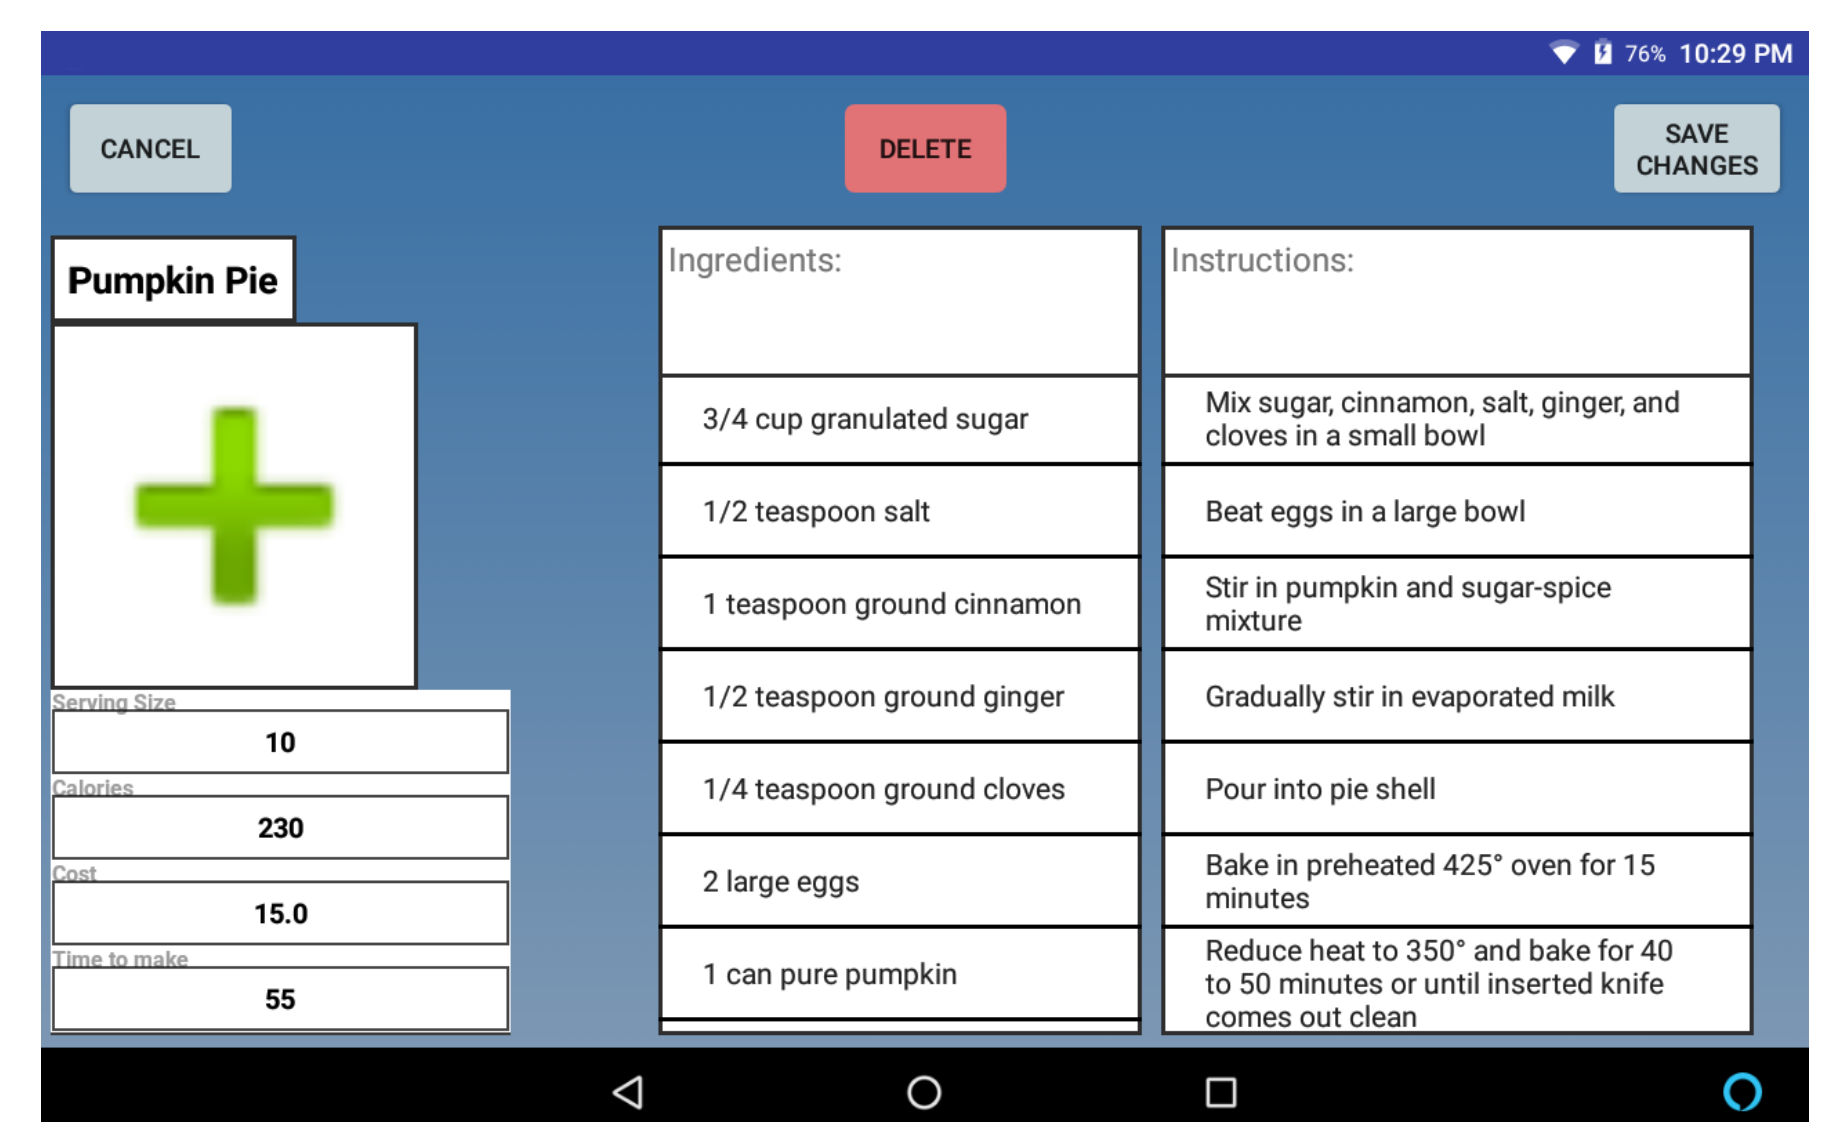 76% 10:29 PM
CANCEL
DELETE
SAVE
CHANGES
Pumpkin Pie
Serving Size
10
Calories
230
Cost
15.0
Time to make
55
Ingredients:
3/4 cup granulated sugar
1/2 teaspoon salt
1 teaspoon ground cinnamon
1/2 teaspoon ground ginger
1/4 teaspoon ground cloves
2 large eggs
1 can pure pumpkin
Instructions:
Mix sugar, cinnamon, salt, ginger, and
cloves in a small bowl
Beat eggs in a large bowl
Stir in pumpkin and sugar-spice
mixture
Gradually stir in evaporated milk
Pour into pie shell
Bake in preheated 425° oven for 15
minutes
Reduce heat to 350° and bake for 40
to 50 minutes or until inserted knife
comes out clean